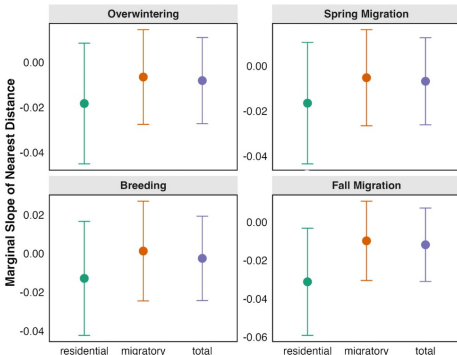 Overwintering
Spring Migration
Marginal Slope of Nearest Distance
0.00
-0.02
-0.04
0.00
-0.02
-0.04
Breeding
Fall Migration
0.02
0.00
-0.02
-0.04
0.00
-0.02
-0.04
-0.06
residential migratory total
residential migratory total